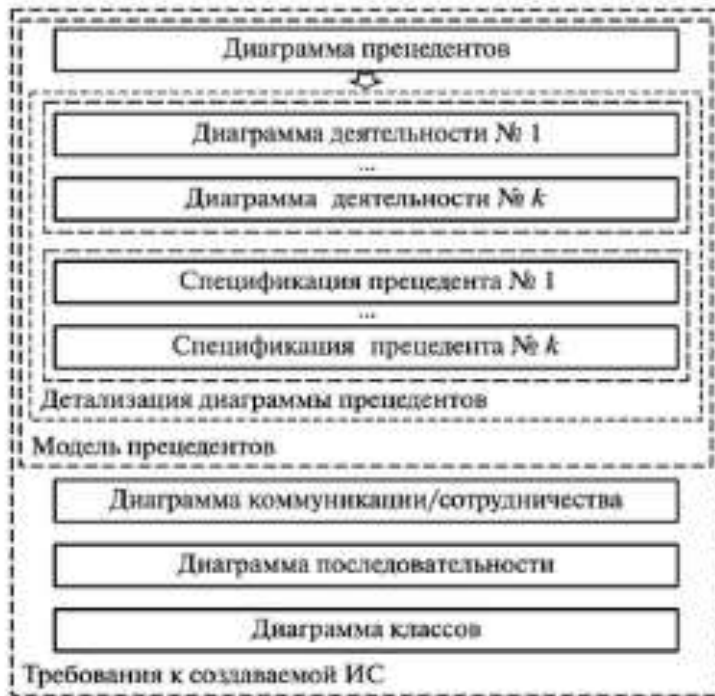 Диаграмма прецедентов
Диаграмма деятельности № 1
...
Диаграмма деятельности № k
Спецификация прецедента № 1
...
Спецификация прецедента № k
Детализация диаграммы прецедентов
Модель прецедентов
Диаграмма коммуникации/сотрудничества
Диаграмма последовательности
Диаграмма классов
Требования к создаваемой ИС